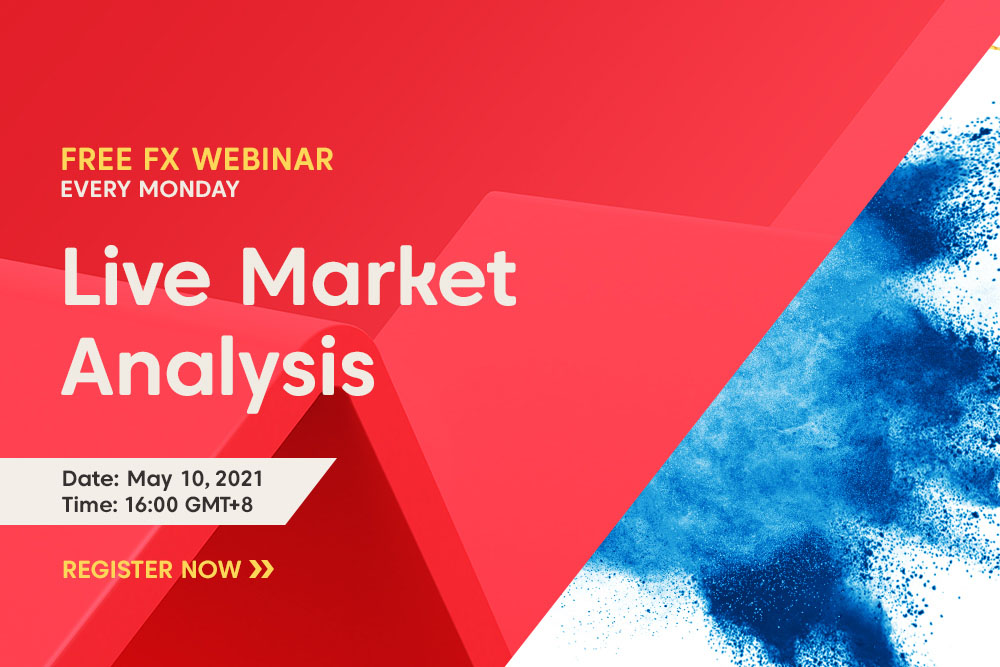 FREE FX WEBINAR
EVERY MONDAY
Live Market
Analysis
Date: May 10, 2021
Time: 16:00 GMT+8
REGISTER NOW »